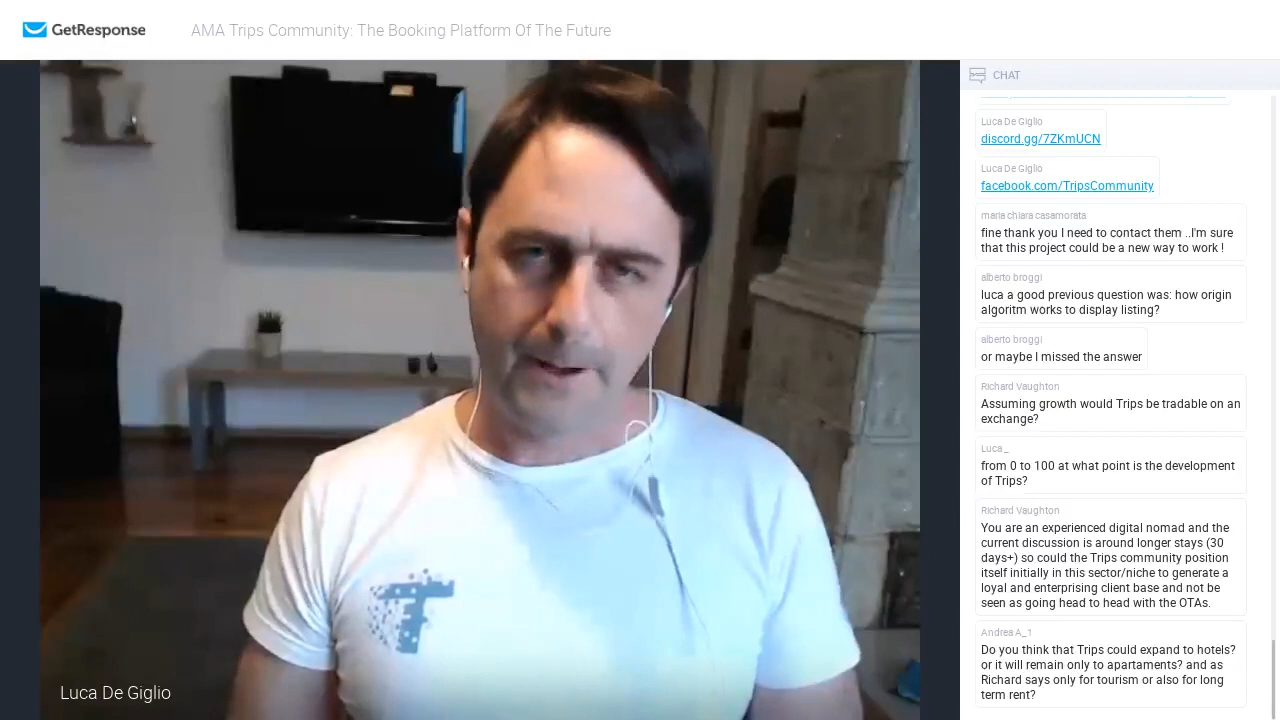 GetResponse
AMA Trips Community: The Booking Platform Of The Future
CHAT
Luca De Giglio
discord.gg/7ZKmUCN
Luca De Giglio
facebook.com/TripsCommunity
maria chiara casamorata
fine thank you I need to contact them ..I'm sure
that this project could be a new way to work !
alberto broggi
luca a good previous question was: how origin
algoritm works to display listing?
alberto broggi
or maybe I missed the answer
Richard Vaughton
Assuming growth would Trips be tradable on an
exchange?
Luca _
from 0 to 100 at what point is the development
of Trips?
Richard Vaughton
You are an experienced digital nomad and the
current discussion is around longer stays (30
days+) so could the Trips community position
itself initially in this sector/niche to generate a
loyal and enterprising client base and not be
seen as going head to head with the OTAs.
Andrea A_1
Do you think that Trips could expand to hotels?
or it will remain only to apartaments? and as
Richard says only for tourism or also for long
term rent?
T
Luca De Giglio